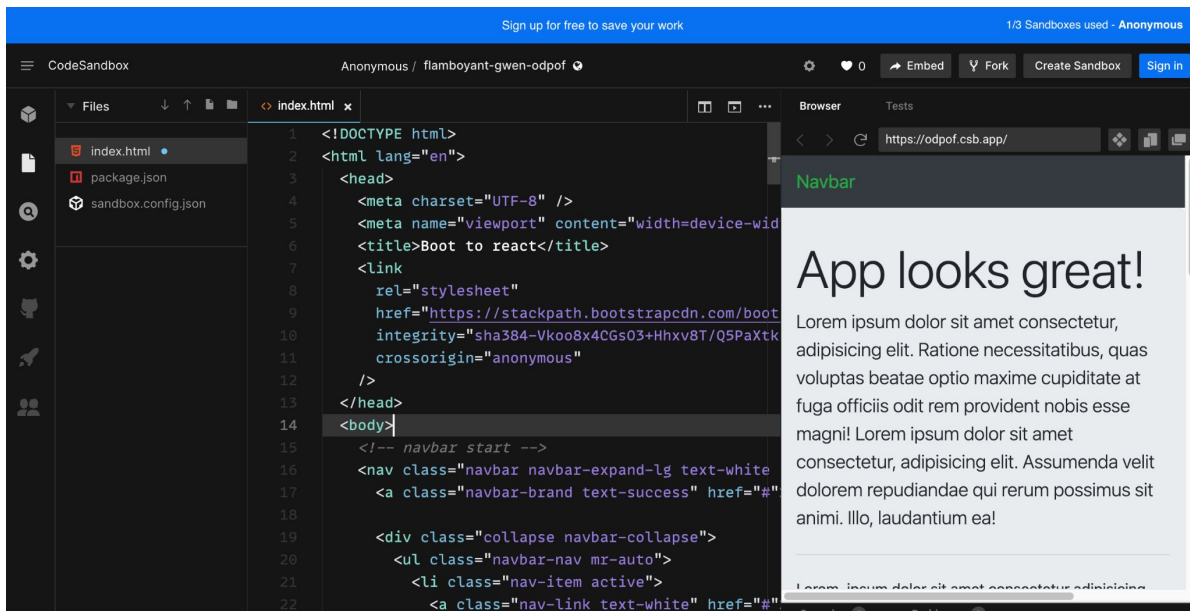 Sign up for free to save your work
1/3 Sandboxes used - Anonymous
CodeSandbox
Anonymous / flamboyant-gwen-odpof
0
Embed
Fork
Create Sandbox
Sign in
Files
index.html
package.json
sandbox.config.json
<> index.html x
1 <!DOCTYPE html>
2 <html lang="en">
3 <head>
4 <meta charset="UTF-8" />
5 <meta name="viewport" content="width=device-wid
6 <title>Boot to react</title>
7 <link
8 rel="stylesheet"
9 href="https://stackpath.bootstrapcdn.com/boot
10 integrity="sha384-Vkoo8x4CGsO3+Hhxv8T/Q5PaXtk
11 crossorigin="anonymous"
12 />
13 </head>
14 <body>
15 <!-- navbar start -->
16 <nav class="navbar navbar-expand-lg text-white
17 <a class="navbar-brand text-success" href="#"
18
19 <div class="collapse navbar-collapse">
20 <ul class="navbar-nav mr-auto">
21 <li class="nav-item active">
22 <a class="nav-link text-white" href="#"
Browser
Tests
https://odpof.csb.app/
Navbar
App looks great!
Lorem ipsum dolor sit amet consectetur,
adipisicing elit. Ratione necessitatibus, quas
voluptas beatae optio maxime cupiditate at
fuga officiis odit rem provident nobis esse
magni! Lorem ipsum dolor sit amet
consectetur, adipisicing elit. Assumenda velit
dolorem repudiandae qui rerum possimus sit
animi. Illo, laudantium ea!
Lorem, ipsum dolor sit amet consectetur adipisicing